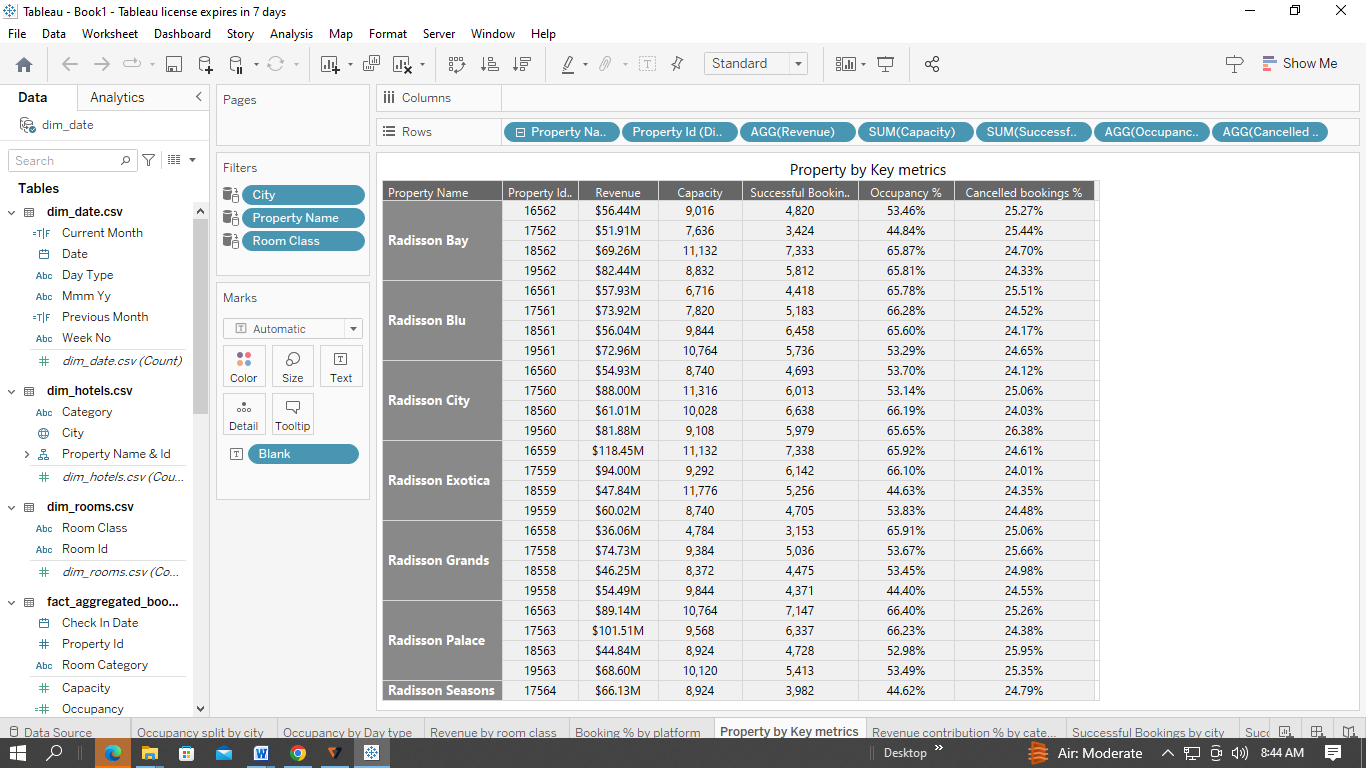 Tableau - Book1 - Tableau license expires in 7 days
File Data Worksheet Dashboard Story Analysis Map Format Server Window Help
Standard
Show Me
Data Analytics
dim_date
Search
Tables
dim_date.csv
=T|F Current Month
Date
Abc Day Type
Abc Mmm Yy
=T|F Previous Month
Abc Week No
dim_date.csv (Count)
dim_hotels.csv
Abc Category
City
Property Name & Id
dim_hotels.csv (Cou...
dim_rooms.csv
Abc Room Class
Abc Room Id
dim_rooms.csv (Co...
fact_aggregated_boo...
Check In Date
Property Id
Abc Room Category
Capacity
Occupancy
Pages
Filters
City
Property Name
Room Class
Marks
T Automatic
Color Size Text
Detail Tooltip
T Blank
Columns
Rows Property Na.. Property Id (Di.. AGG(Revenue) SUM(Capacity) SUM(Successf.. AGG(Occupanc.. AGG(Cancelled ..
Property by Key metrics
Property Name Property Id.. Revenue Capacity Successful Bookin.. Occupancy % Cancelled bookings %
Radisson Bay
16562 $56.44M 9,016 4,820 53.46% 25.27%
17562 $51.91M 7,636 3,424 44.84% 25.44%
18562 $69.26M 11,132 7,333 65.87% 24.70%
19562 $82.44M 8,832 5,812 65.81% 24.33%
Radisson Blu
16561 $57.93M 6,716 4,418 65.78% 25.51%
17561 $73.92M 7,820 5,183 66.28% 24.52%
18561 $56.04M 9,844 6,458 65.60% 24.17%
19561 $72.96M 10,764 5,736 53.29% 24.65%
Radisson City
16560 $54.93M 8,740 4,693 53.70% 24.12%
17560 $88.00M 11,316 6,013 53.14% 25.06%
18560 $61.01M 10,028 6,638 66.19% 24.03%
19560 $81.88M 9,108 5,979 65.65% 26.38%
Radisson Exotica
16559 $118.45M 11,132 7,338 65.92% 24.61%
17559 $94.00M 9,292 6,142 66.10% 24.01%
18559 $47.84M 11,776 5,256 44.63% 24.35%
19559 $60.02M 8,740 4,705 53.83% 24.48%
Radisson Grands
16558 $36.06M 4,784 3,153 65.91% 25.06%
17558 $74.73M 9,384 5,036 53.67% 25.66%
18558 $46.25M 8,372 4,475 53.45% 24.98%
19558 $54.49M 9,844 4,371 44.40% 24.55%
Radisson Palace
16563 $89.14M 10,764 7,147 66.40% 25.26%
17563 $101.51M 9,568 6,337 66.23% 24.38%
18563 $44.84M 8,924 4,728 52.98% 25.95%
19563 $68.60M 10,120 5,413 53.49% 25.35%
Radisson Seasons 17564 $66.13M 8,924 3,982 44.62% 24.79%
Data Source Occupancy split by city Occupancy by Day type Revenue by room class Booking % by platform Property by Key metrics Revenue contribution % by cate... Successful Bookings by city Succ
Desktop Air: Moderate 8:44 AM